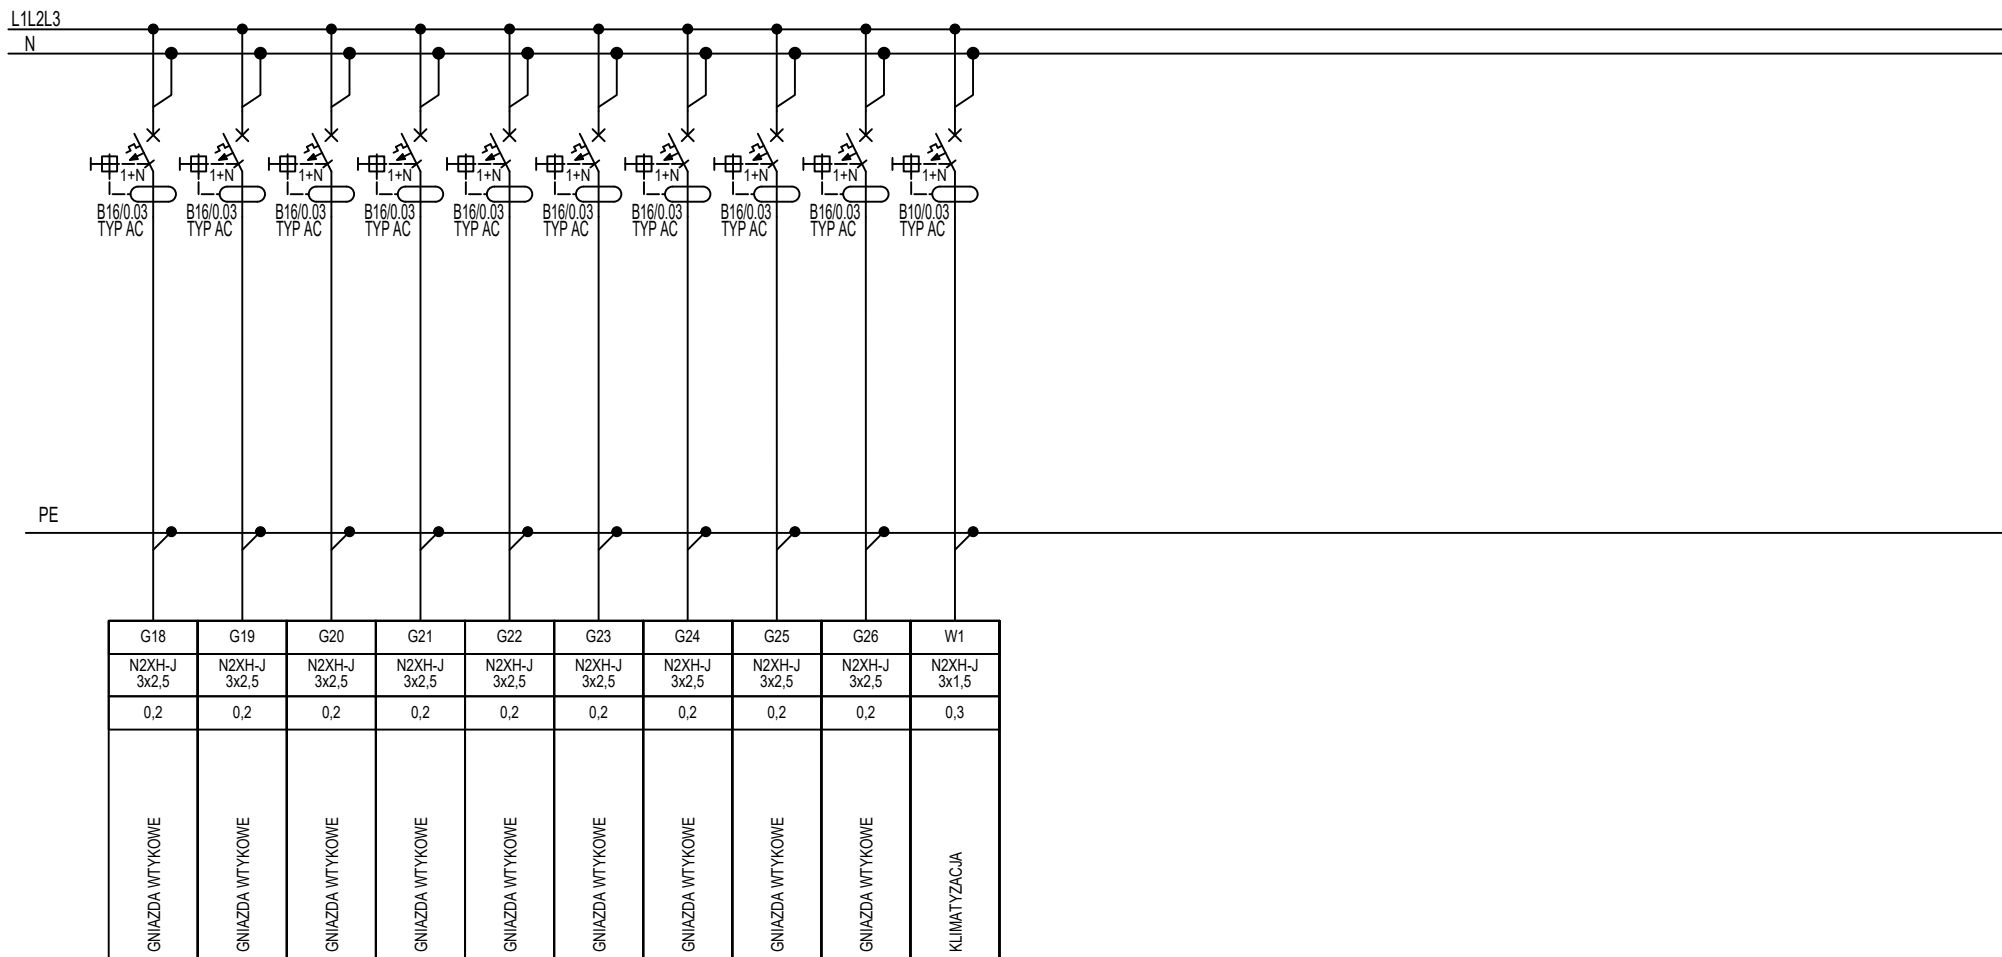 L1L2L3
N
1+N
1+N
1+N
1+N
1+N
1+N
1+N
1+N
1+N
1+N
B16/0.03
TYP AC
B16/0.03
TYP AC
B16/0.03
TYP AC
B16/0.03
TYP AC
B16/0.03
TYP AC
B16/0.03
TYP AC
B16/0.03
TYP AC
B16/0.03
TYP AC
B16/0.03
TYP AC
B10/0.03
TYP AC
PE
G18
G19
G20
G21
G22
G23
G24
G25
G26
W1
N2XH-J
3x2,5
N2XH-J
3x2,5
N2XH-J
3x2,5
N2XH-J
3x2,5
N2XH-J
3x2,5
N2XH-J
3x2,5
N2XH-J
3x2,5
N2XH-J
3x2,5
N2XH-J
3x2,5
N2XH-J
3x1,5
0,2
0,2
0,2
0,2
0,2
0,2
0,2
0,2
0,2
0,3
GNIAZDA WTYKOWE
GNIAZDA WTYKOWE
GNIAZDA WTYKOWE
GNIAZDA WTYKOWE
GNIAZDA WTYKOWE
GNIAZDA WTYKOWE
GNIAZDA WTYKOWE
GNIAZDA WTYKOWE
GNIAZDA WTYKOWE
KLIMATYZACJA